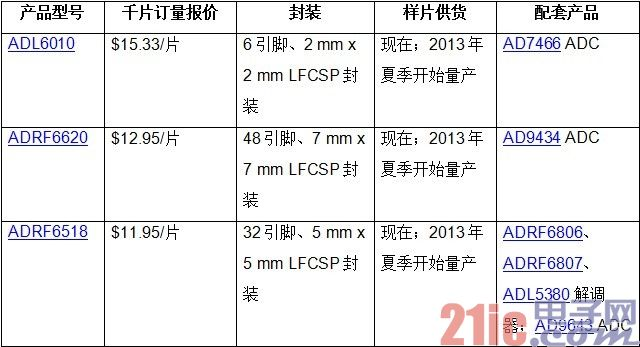 产品型号 千片订量报价 封装 样片供货 配套产品
ADL6010 $15.33/片 6 引脚、2 mm x 现在；2013 年 AD7466 ADC
2 mm LFCSP 封 夏季开始量产
装
ADRF6620 $12.95/片 48 引脚、7 mm x 现在；2013 年 AD9434 ADC
7 mm LFCSP 封 夏季开始量产
装
ADRF6518 $11.95/片 32 引脚、5 mm x 现在；2013 年 ADRF6806、
5 mm LFCSP 封 夏季开始量产 ADRF6807、
装 ADL5380 解调
器；AD9643 ADC
21ic电子网